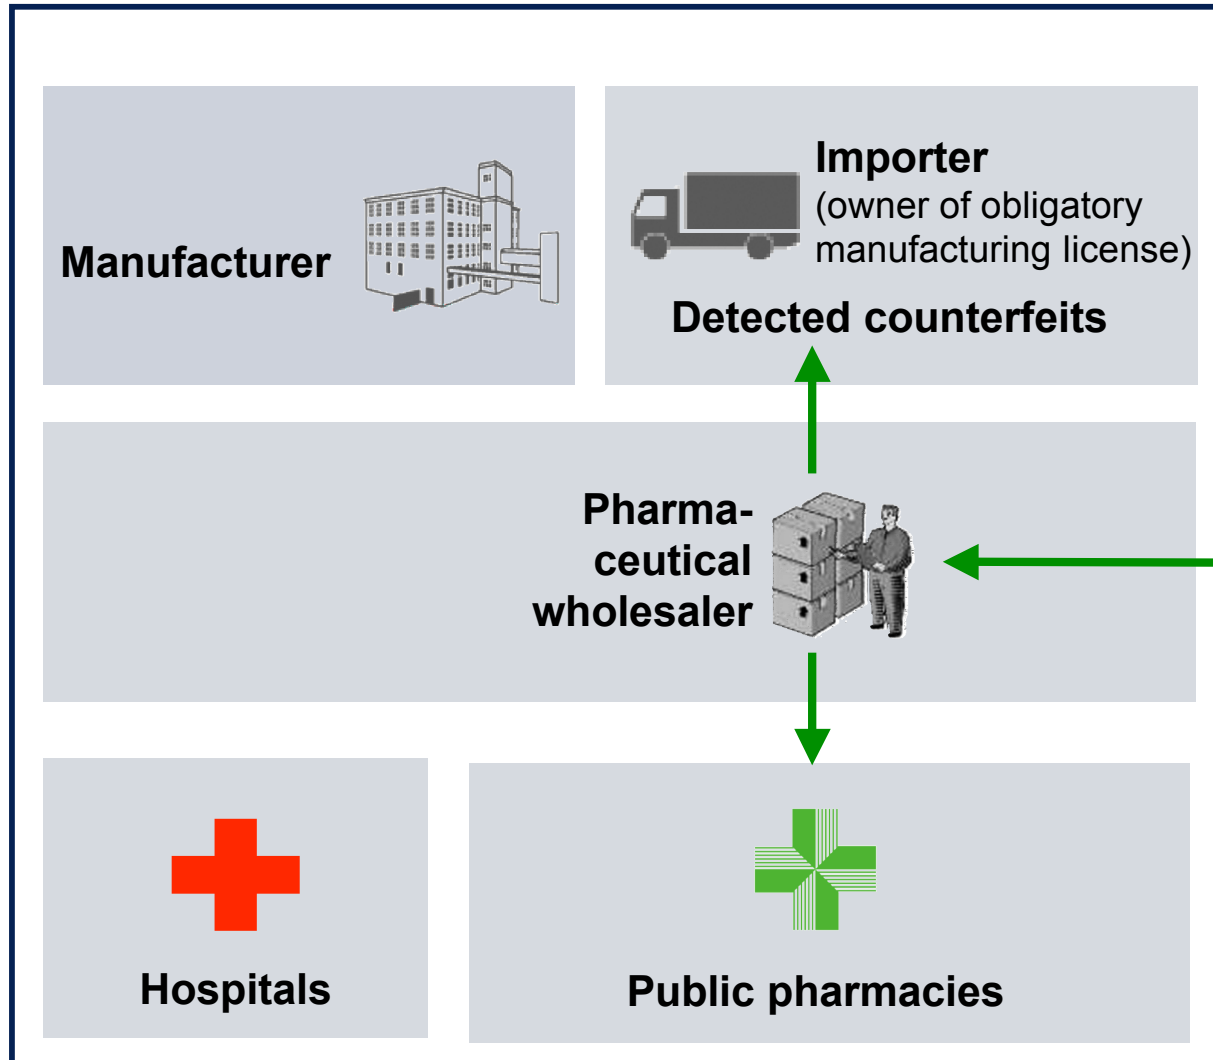 Manufacturer
Importer
(owner of obligatory
manufacturing license)
Detected counterfeits
Pharma-
ceutical
wholesaler
Hospitals
Public pharmacies